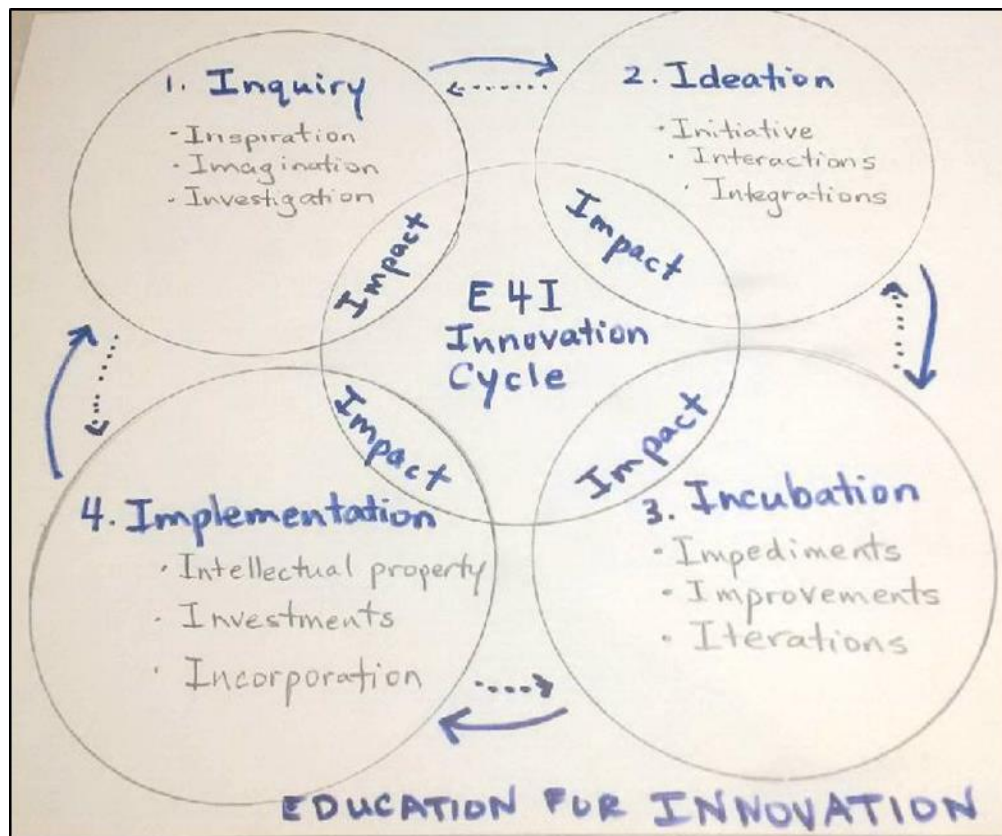 1. Inquiry
· Inspiration
· Imagination
· Investigation
2. Ideation
· Initiative
· Interactions
· Integrations
Impact
Impact
E4I
Innovation
Cycle
Impact
Impact
4. Implementation
· Intellectual property
· Investments
· Incorporation
3. Incubation
· Impediments
· Improvements
· Iterations
EDUCATION FOR INNOVATION